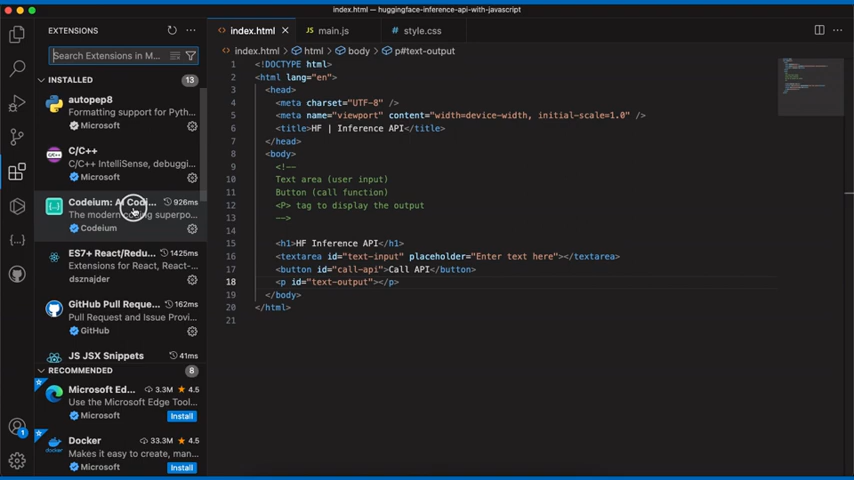 index.html — huggingface-inference-api-with-javascript
EXTENSIONS
Search Extensions in M...
INSTALLED 13
autopep8
Formatting support for Pyth...
Microsoft
C/C++
C/C++ IntelliSense, debuggi...
Microsoft
Codeium: AI Codi... 926ms
The modern coding superpo...
Codeium
ES7+ React/Redu... 1425ms
Extensions for React, React-...
dsznajder
GitHub Pull Reque... 162ms
Pull Request and Issue Provi...
GitHub
JS JSX Snippets 41ms
RECOMMENDED 8
Microsoft Ed... 3.3M 4.5
Use the Microsoft Edge Tool...
Microsoft Install
Docker 33.3M 4.5
Makes it easy to create, man...
Microsoft Install
1
index.html main.js style.css
index.html > html > body > p#text-output
1 <!DOCTYPE html>
2 <html lang="en">
3 <head>
4 <meta charset="UTF-8" />
5 <meta name="viewport" content="width=device-width, initial-scale=1.0" />
6 <title>HF | Inference API</title>
7 </head>
8 <body>
9 <!--
10 Text area (user input)
11 Button (call function)
12 <P> tag to display the output
13 -->
14
15 <h1>HF Inference API</h1>
16 <textarea id="text-input" placeholder="Enter text here"></textarea>
17 <button id="call-api">Call API</button>
18 <p id="text-output"></p>
19 </body>
20 </html>
21